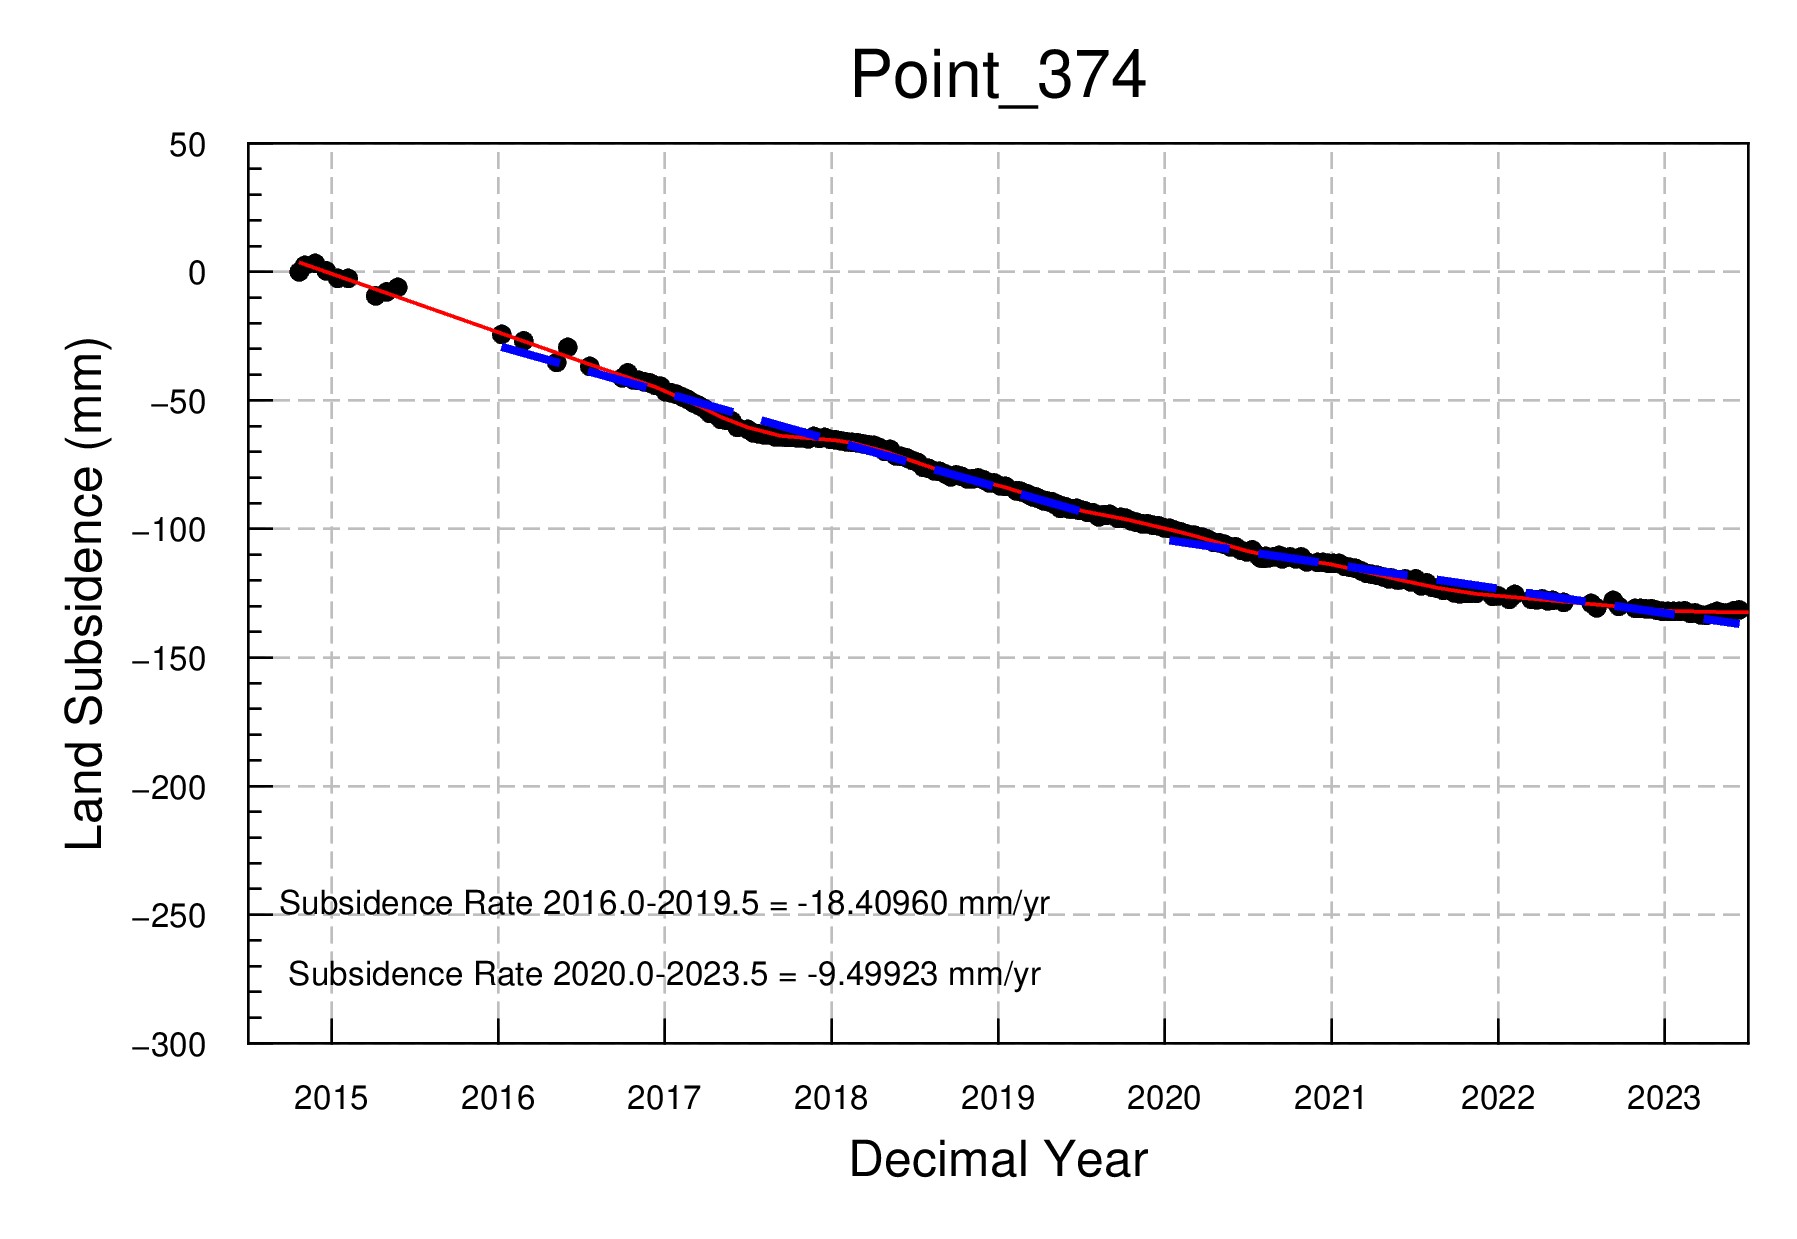 Point_374
50
0
−50
−100
−150
−200
−250
−300
Land Subsidence (mm)
Subsidence Rate 2016.0-2019.5 = -18.40960 mm/yr
Subsidence Rate 2020.0-2023.5 = -9.49923 mm/yr
2015 2016 2017 2018 2019 2020 2021 2022 2023
Decimal Year